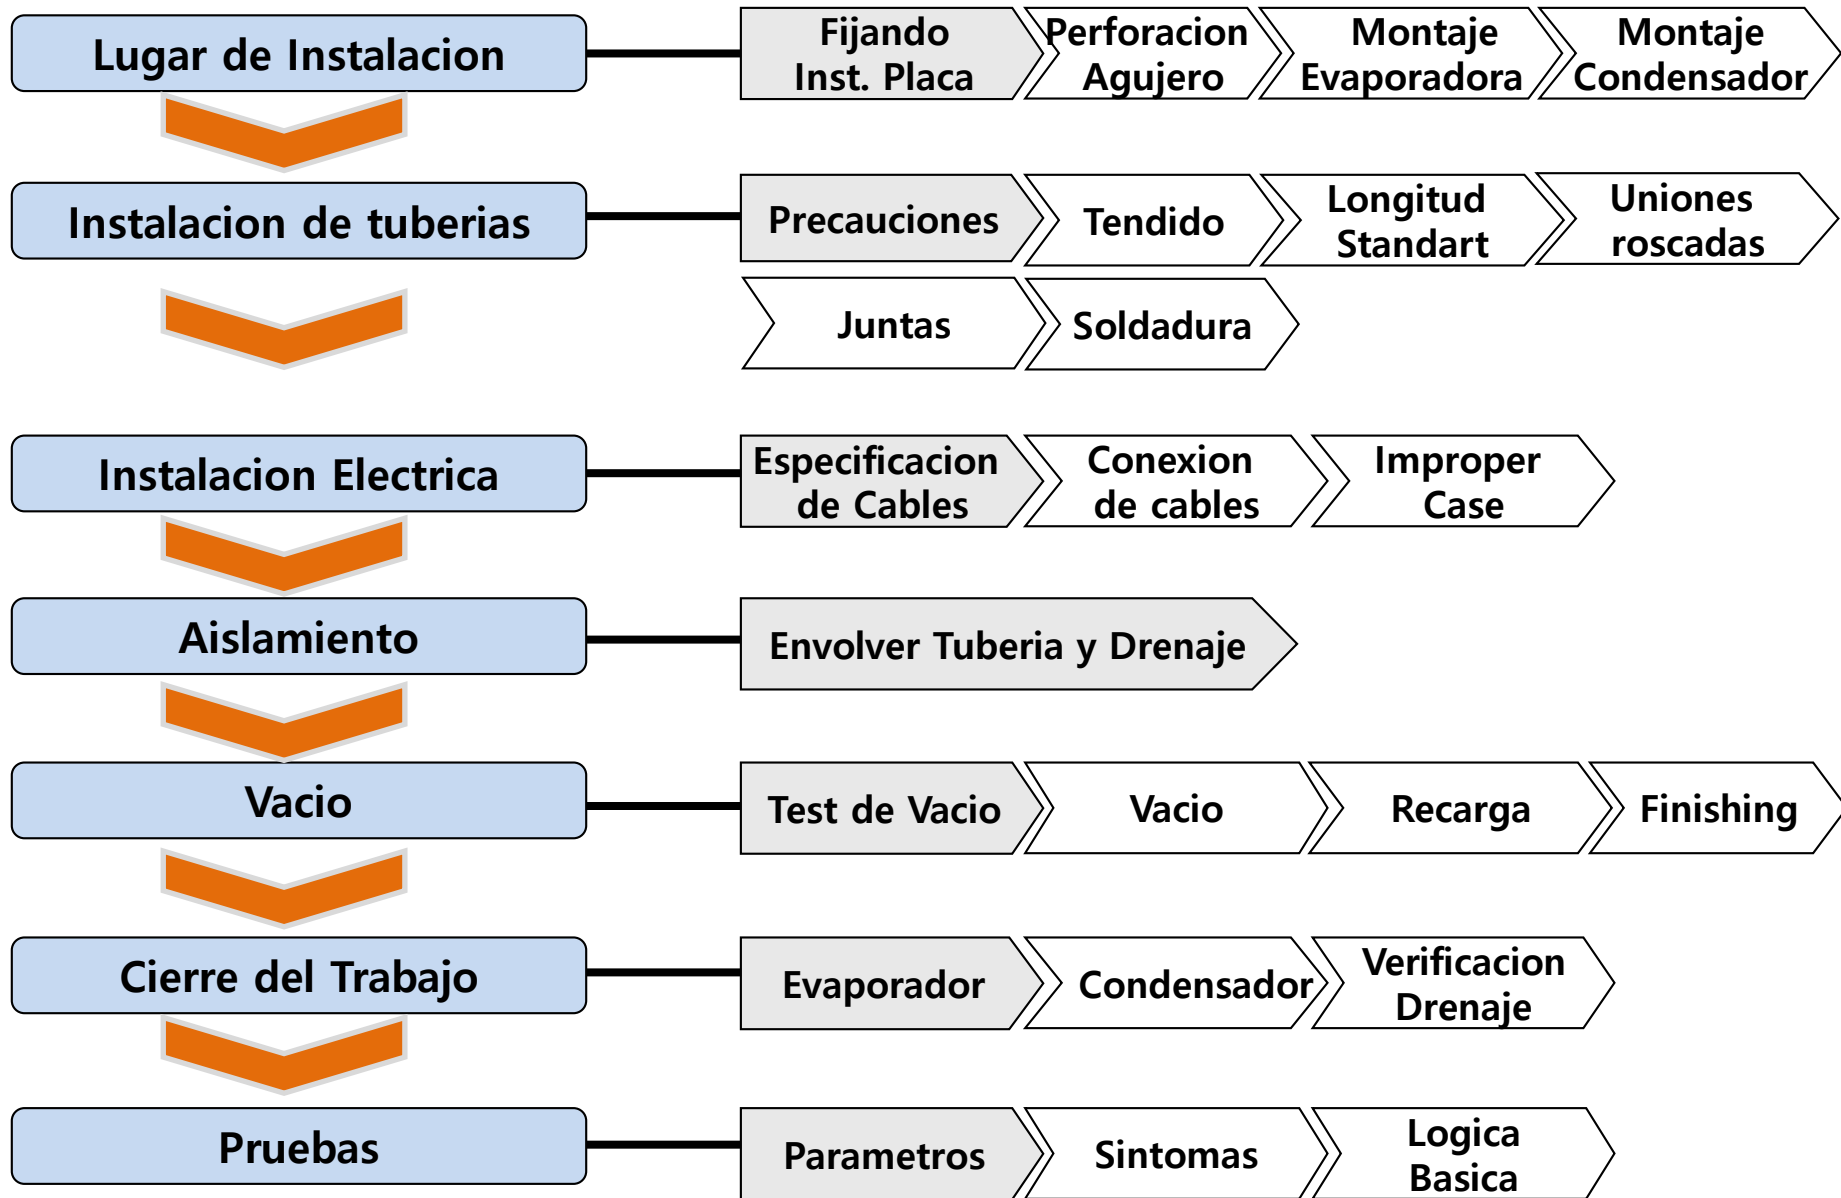 Lugar de Instalacion
Fijando
Inst. Placa
Perforacion
Agujero
Montaje
Evaporadora
Montaje
Condensador
Instalacion de tuberias
Precauciones
Tendido
Longitud
Standart
Uniones
roscadas
Juntas
Soldadura
Instalacion Electrica
Especificacion
de Cables
Conexion
de cables
Improper
Case
Aislamiento
Envolver Tuberia y Drenaje
Vacio
Test de Vacio
Vacio
Recarga
Finishing
Cierre del Trabajo
Evaporador
Condensador
Verificacion
Drenaje
Pruebas
Parametros
Sintomas
Logica
Basica